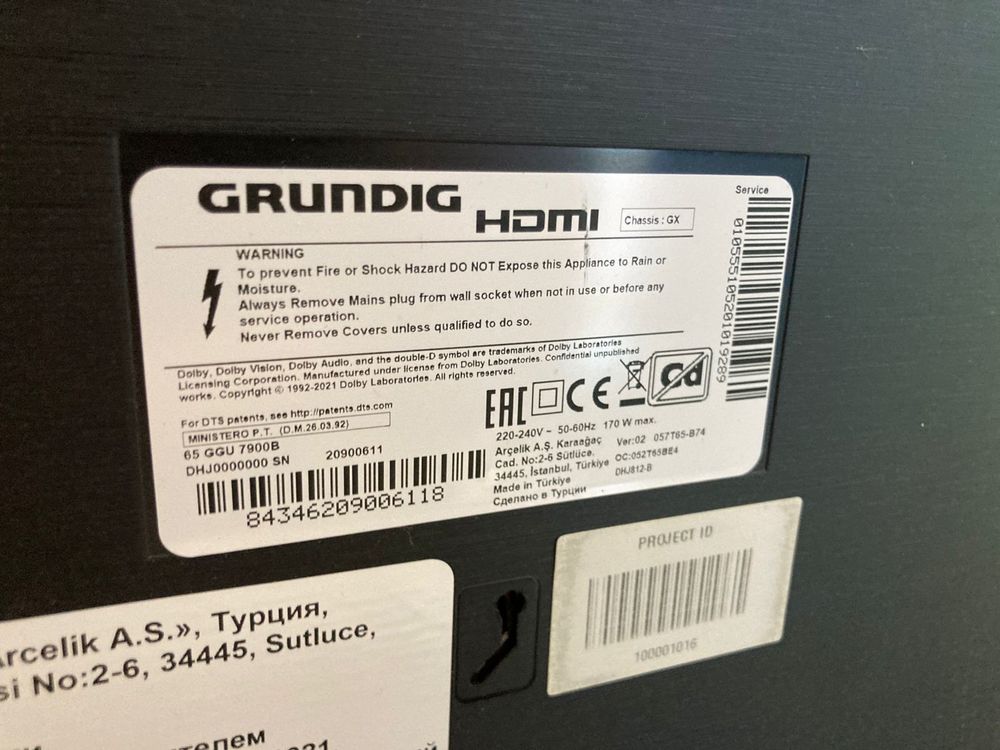 GRUNDIG
HDMI
Chassis : GX
Service
0105551052010192 89
WARNING
To prevent Fire or Shock Hazard DO NOT Expose this Appliance to Rain or
Moisture.
Always Remove Mains plug from wall socket when not in use or before any
service operation.
Never Remove Covers unless qualified to do so.
Dolby, Dolby Vision, Dolby Audio, and the double-D symbol are trademarks of Dolby Laboratories
Licensing Corporation. Manufactured under license from Dolby Laboratories. Confidential unpublished
works. Copyright © 1992-2021 Dolby Laboratories. All rights reserved.
For DTS patents, see http://patents.dts.com
MINISTERO P.T. (D.M.26.03.92)
65 GGU 7900B
DHJ0000000 SN 20900611
84346209006118
EAC CE Cd
220-240V ~ 50-60Hz 170 W max.
Arçelik A.Ş. Karaağaç
Cad. No:2-6 Sütlüce.
34445, İstanbul, Türkiye
Made in Türkiye
Сделано в Турции
Ver:02 057T65-B74
OC:052T65BE4
DHJ812-B
PROJECT ID
100001016
rcelik A.S.», Турция,
si No:2-6, 34445, Sutluce,
телем